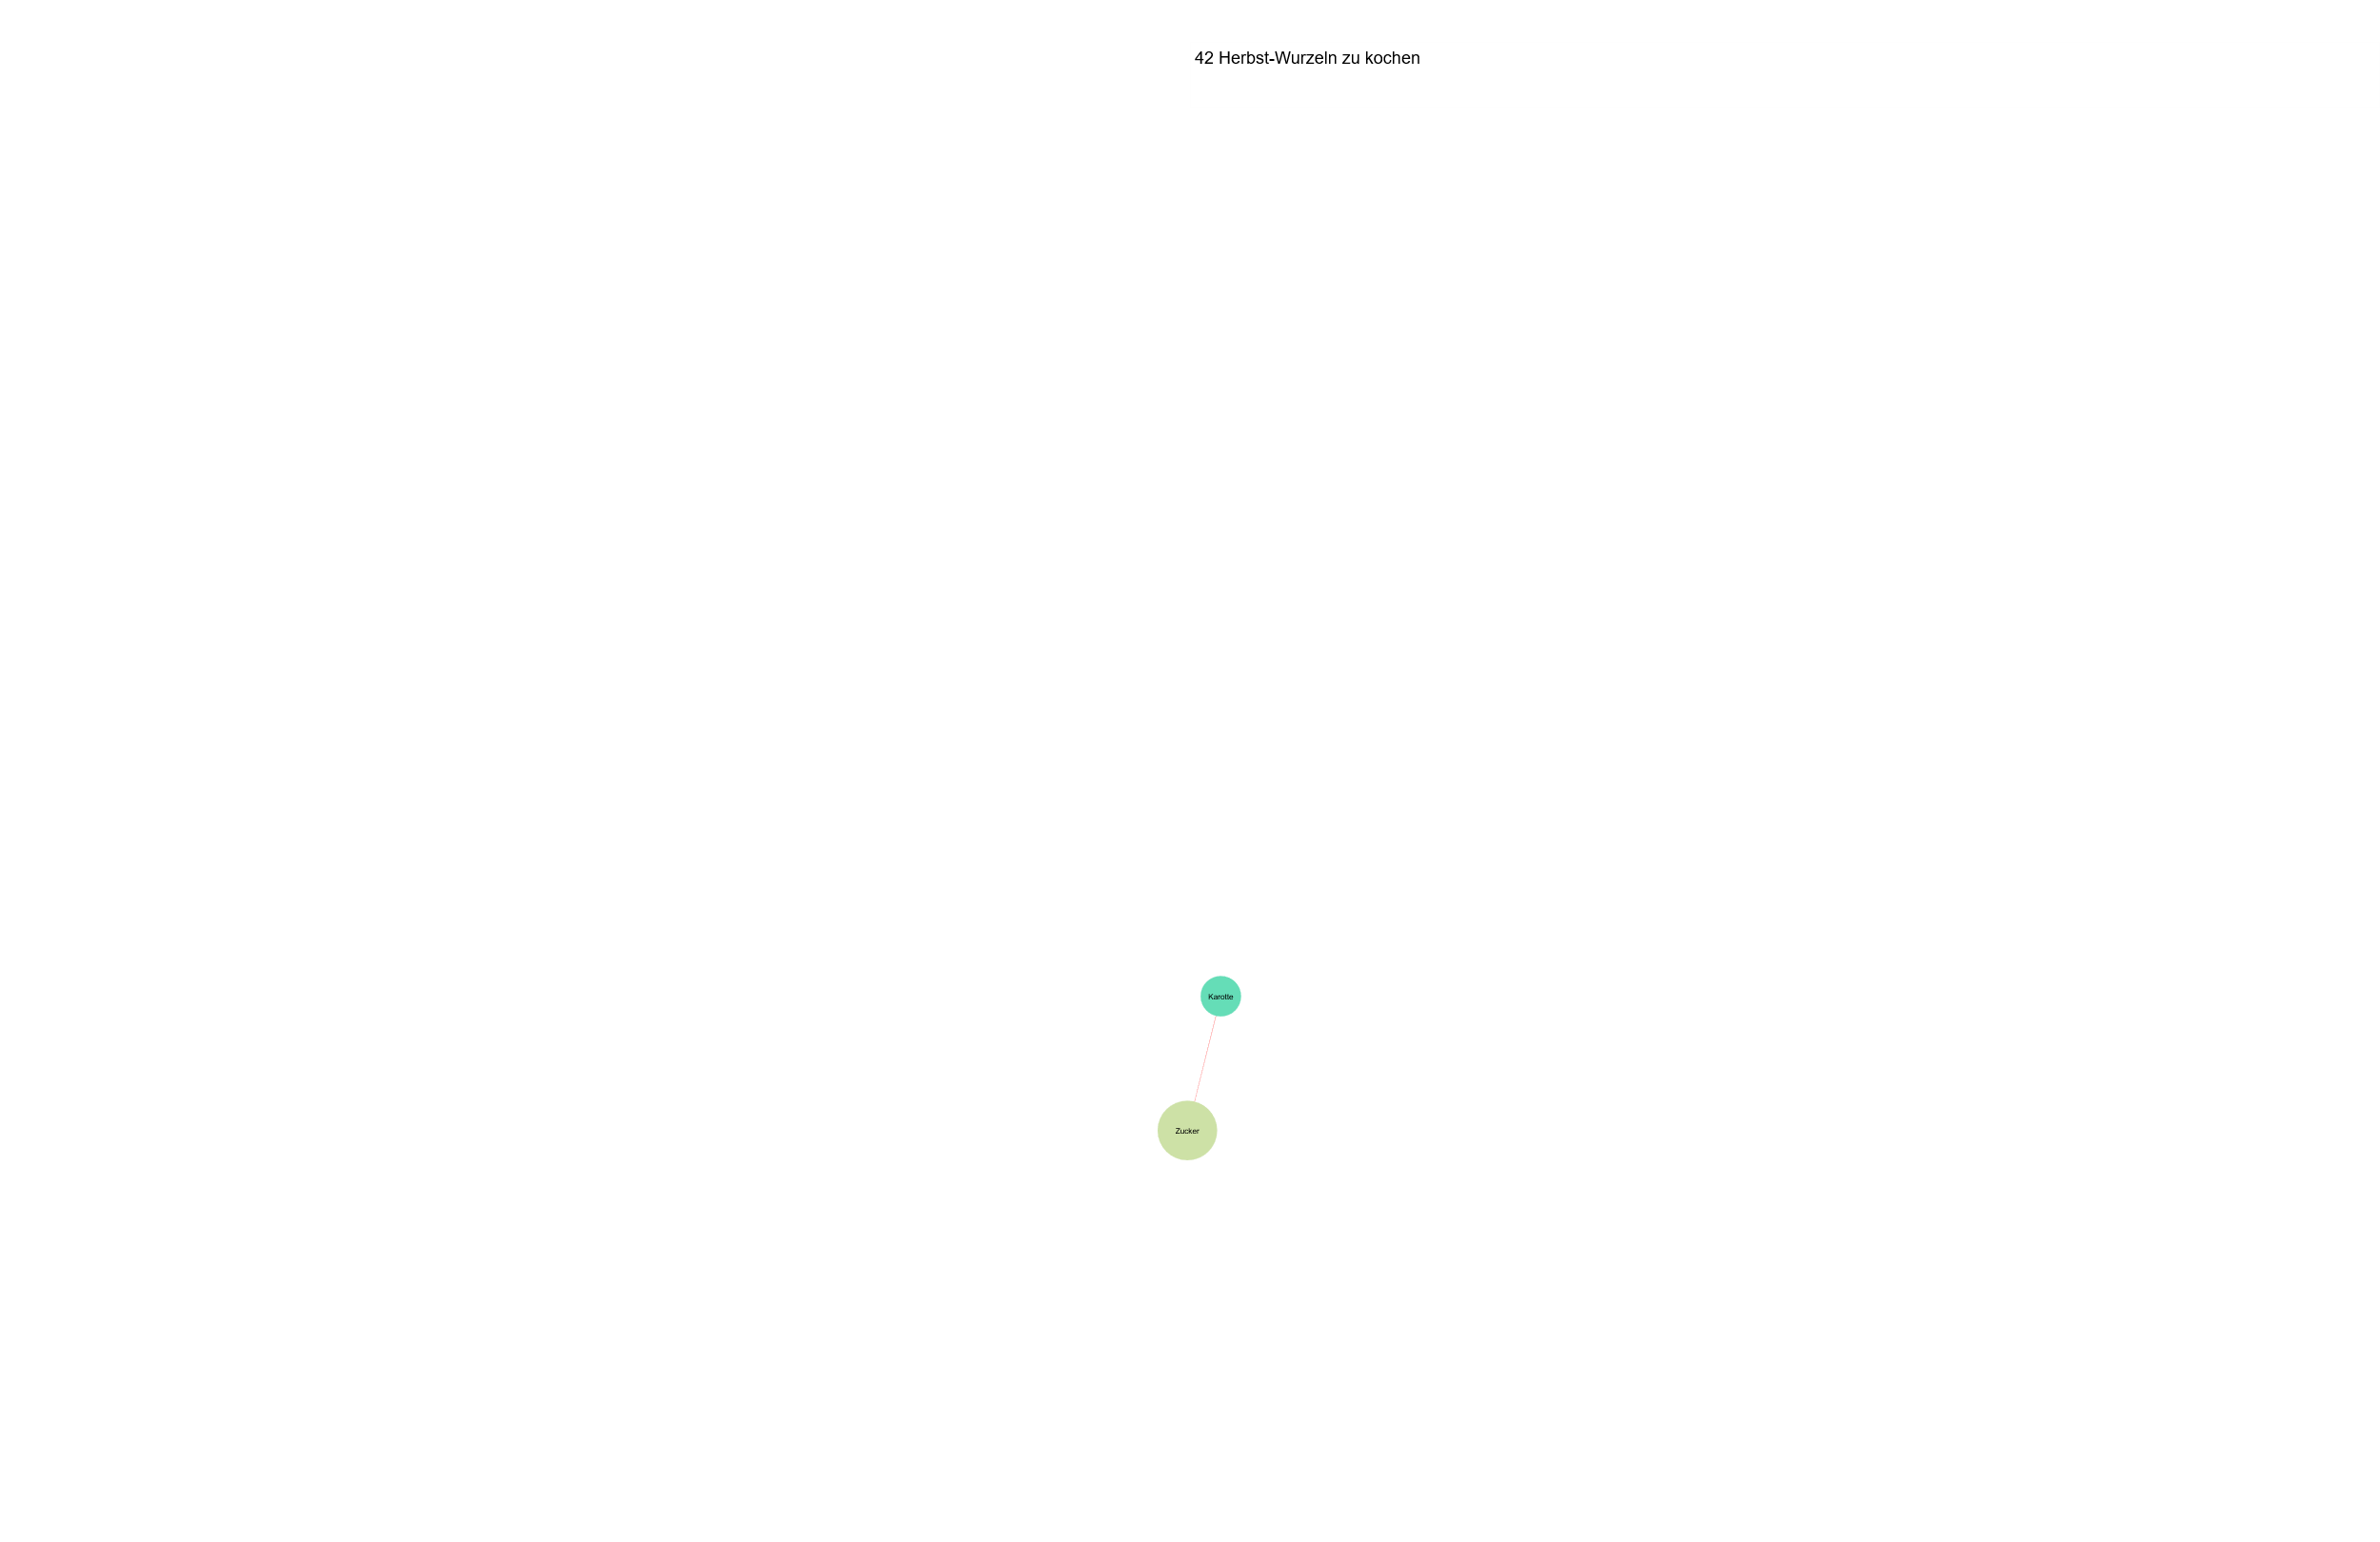 42 Herbst-Wurzeln zu kochen
Karotte
Zucker